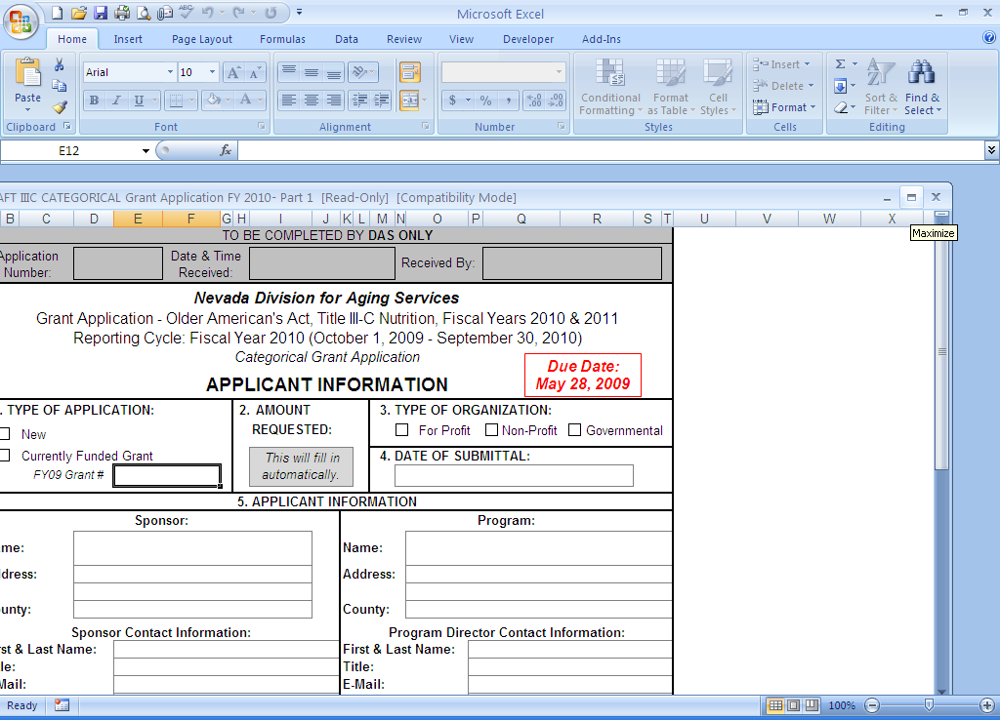 Microsoft Excel
Home Insert Page Layout Formulas Data Review View Developer Add-Ins
Paste
Arial 10
B I U
A A
$ % ,
Conditional Formatting
Format as Table
Cell Styles
Insert
Delete
Format
Σ
Sort & Filter
Find & Select
Clipboard Font Alignment Number Styles Cells Editing
E12 fx
AFT IIIC CATEGORICAL Grant Application FY 2010- Part 1 [Read-Only] [Compatibility Mode]
B C D E F G H I J K L M N O P Q R S T U V W X
Maximize
TO BE COMPLETED BY DAS ONLY
Application Number:
Date & Time Received:
Received By:
Nevada Division for Aging Services
Grant Application - Older American's Act, Title III-C Nutrition, Fiscal Years 2010 & 2011
Reporting Cycle: Fiscal Year 2010 (October 1, 2009 - September 30, 2010)
Categorical Grant Application
Due Date:
May 28, 2009
APPLICANT INFORMATION
. TYPE OF APPLICATION:
New
Currently Funded Grant
FY09 Grant #
2. AMOUNT
REQUESTED:
This will fill in
automatically.
3. TYPE OF ORGANIZATION:
For Profit Non-Profit Governmental
4. DATE OF SUBMITTAL:
5. APPLICANT INFORMATION
Sponsor: Program:
me: Name:
dress: Address:
unty: County:
Sponsor Contact Information: Program Director Contact Information:
st & Last Name: First & Last Name:
le: Title:
Mail: E-Mail:
Ready 100%